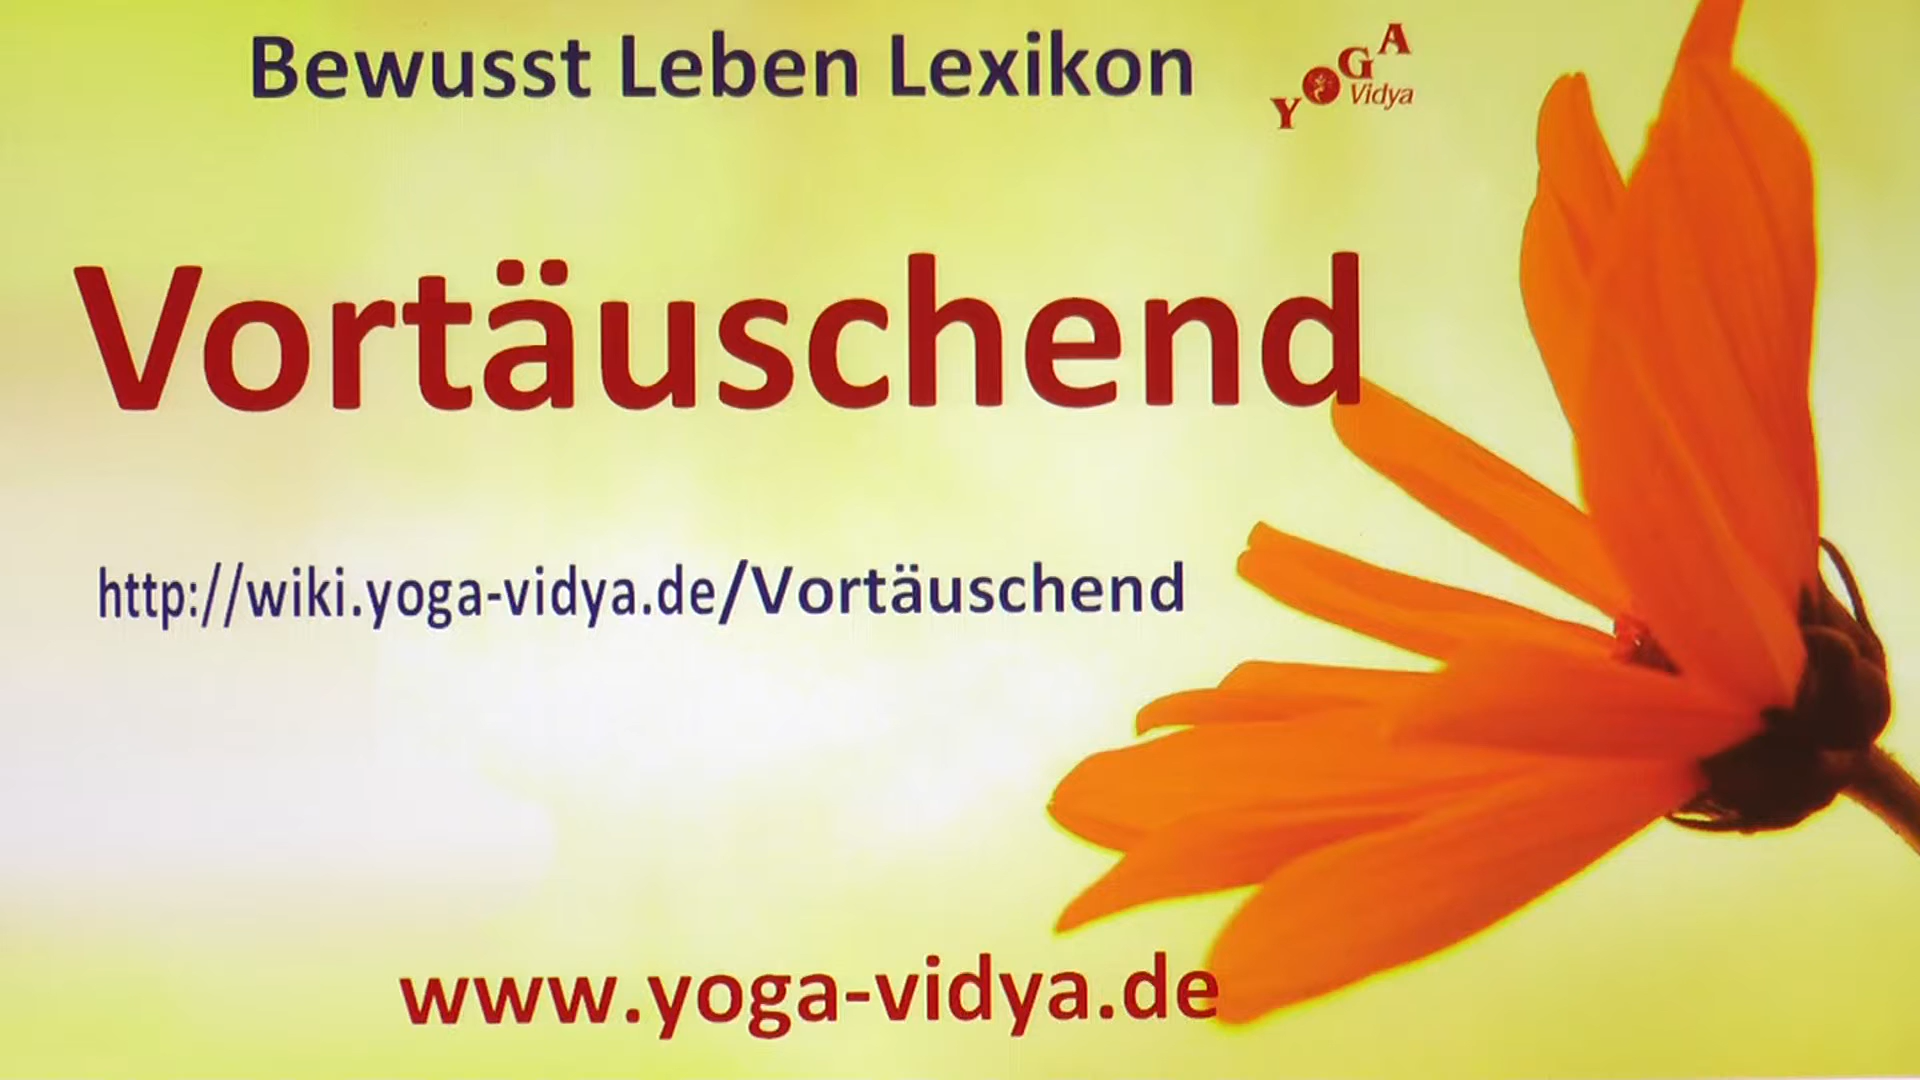 Bewusst Leben Lexikon
YOGA
Vidya
Vortäuschend
http://wiki.yoga-vidya.de/Vortäuschend
www.yoga-vidya.de